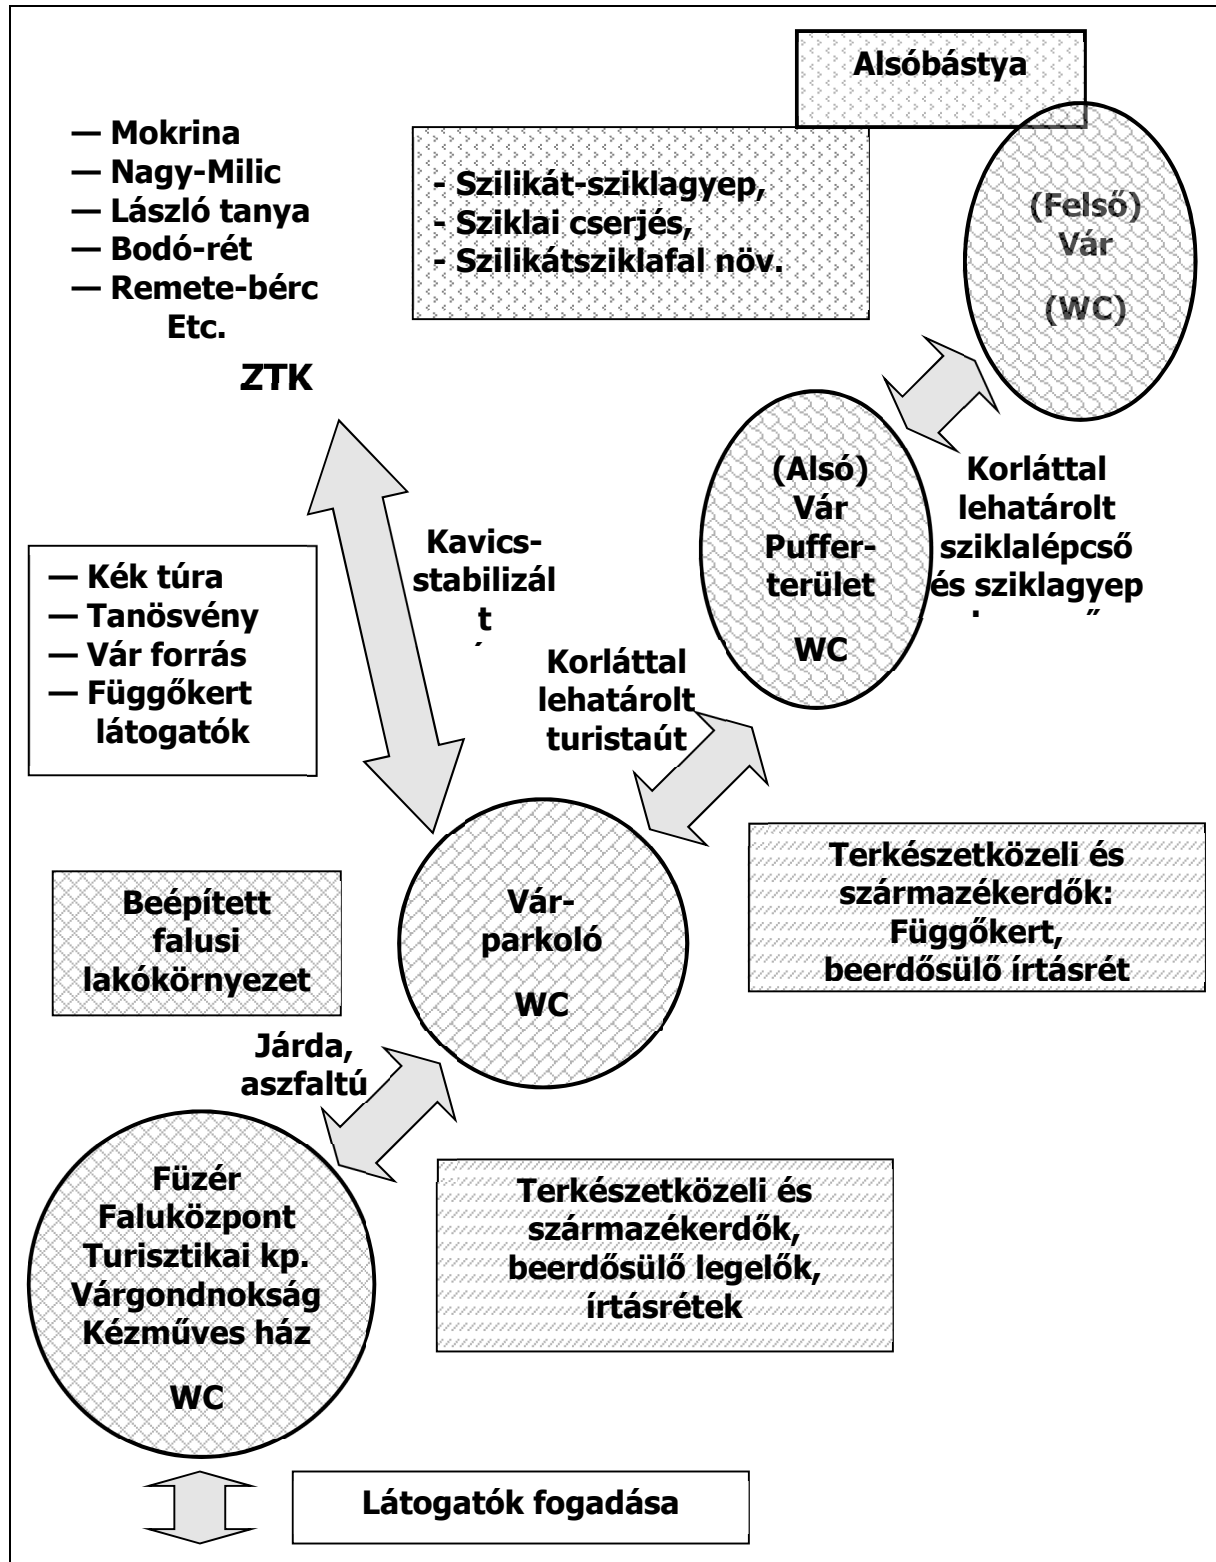 Alsóbástya
— Mokrina
— Nagy-Milic
— László tanya
— Bodó-rét
— Remete-bérc
Etc.
ZTK
- Szilikát-sziklagyep,
- Sziklai cserjés,
- Szilikátsziklafal növ.
(Felső)
Vár
(WC)
(Alsó)
Vár
Puffer-
terület
WC
Korláttal
lehatárolt
sziklalépcső
és sziklagyep
Kavics-
stabilizál
t
— Kék túra
— Tanösvény
— Vár forrás
— Függőkert
látogatók
Korláttal
lehatárolt
turistaút
Vár-
parkoló
WC
Terkészetközeli és
származékerdők:
Függőkert,
beerdősülő írtásrét
Beépített
falusi
lakókörnyezet
Járda,
aszfaltú
Füzér
Faluközpont
Turisztikai kp.
Várgondnokság
Kézműves ház
WC
Terkészetközeli és
származékerdők,
beerdősülő legelők,
írtásrétek
Látogatók fogadása